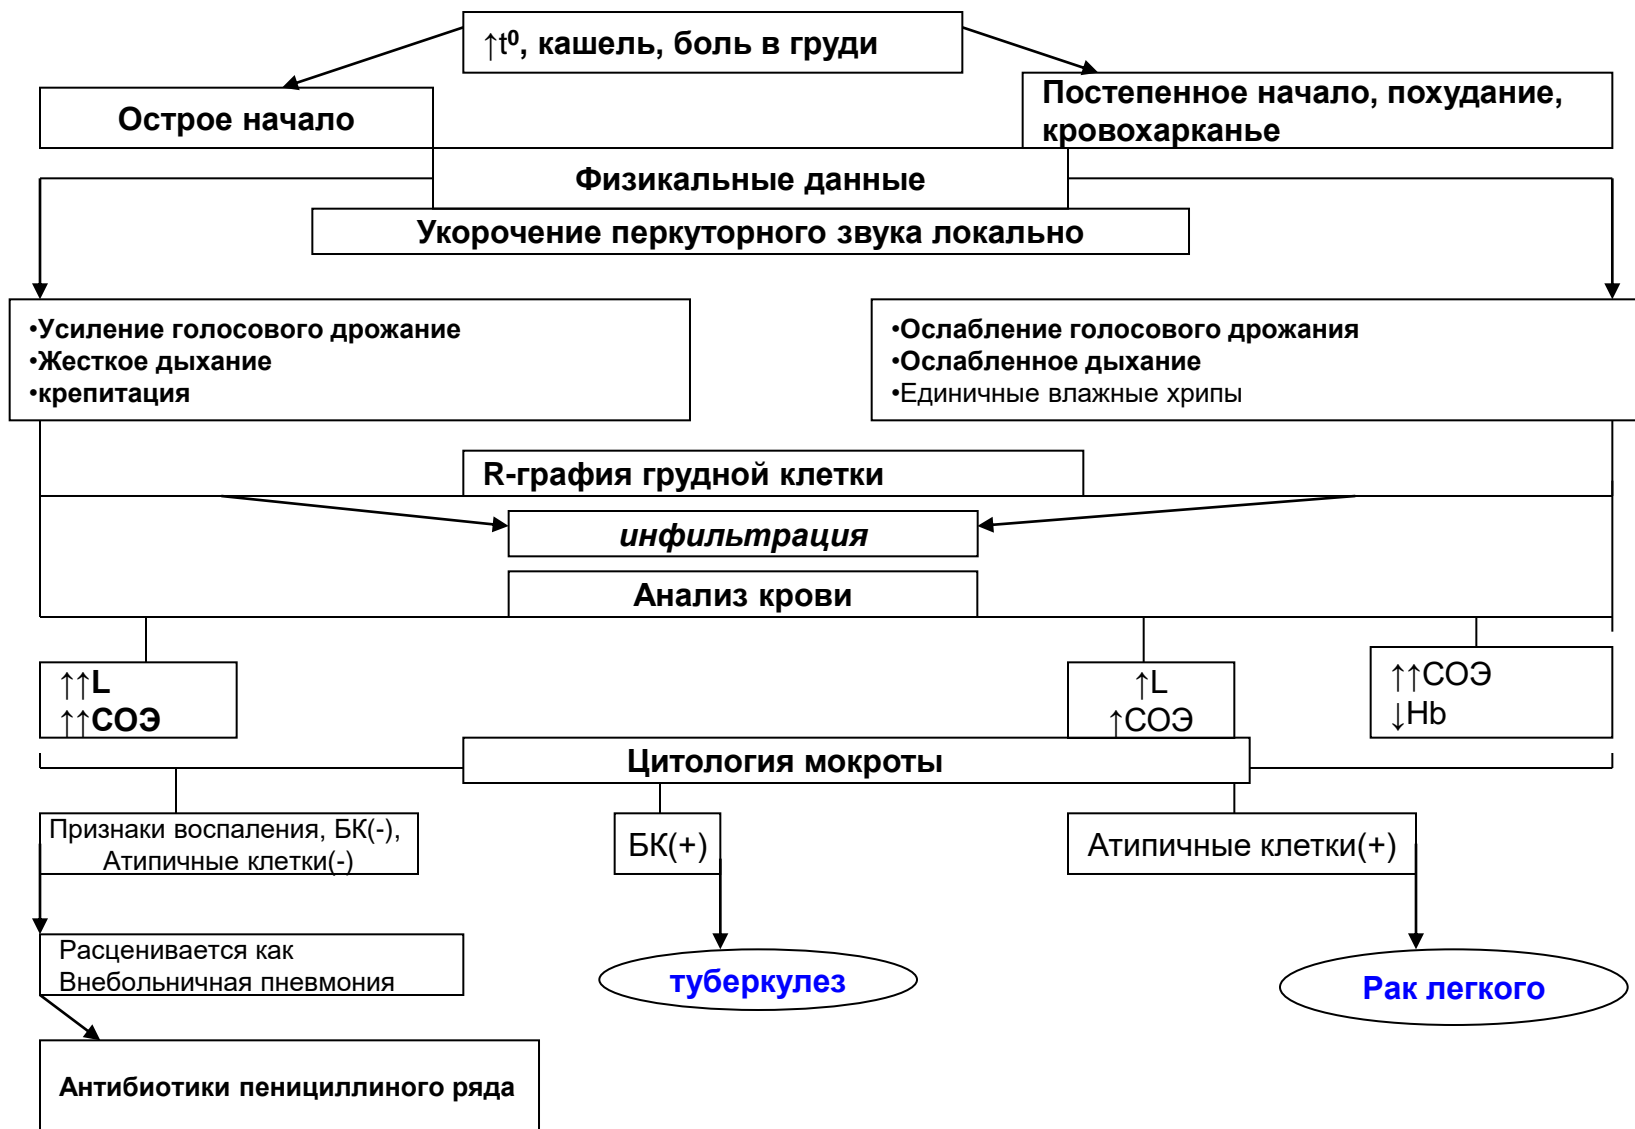 ↑t⁰, кашель, боль в груди
Острое начало
Постепенное начало, похудание,
кровохарканье
Физикальные данные
Укорочение перкуторного звука локально
•Усиление голосового дрожание
•Жесткое дыхание
•крепитация
•Ослабление голосового дрожания
•Ослабленное дыхание
•Единичные влажные хрипы
R-графия грудной клетки
инфильтрация
Анализ крови
↑↑L
↑↑СОЭ
↑L
↑СОЭ
↑↑СОЭ
↓Hb
Цитология мокроты
Признаки воспаления, БК(-),
Атипичные клетки(-)
БК(+)
Атипичные клетки(+)
Расценивается как
Внебольничная пневмония
туберкулез
Рак легкого
Антибиотики пенициллиного ряда